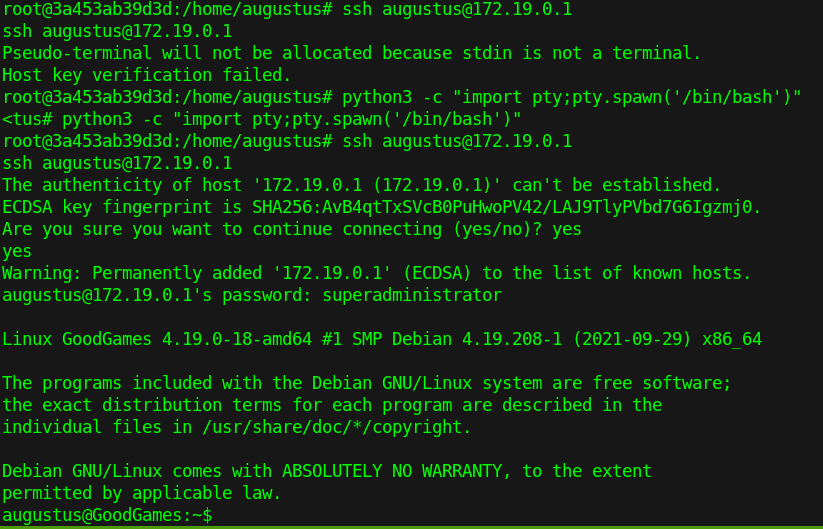 root@3a453ab39d3d:/home/augustus# ssh augustus@172.19.0.1
ssh augustus@172.19.0.1
Pseudo-terminal will not be allocated because stdin is not a terminal.
Host key verification failed.
root@3a453ab39d3d:/home/augustus# python3 -c "import pty;pty.spawn('/bin/bash')"
<tus# python3 -c "import pty;pty.spawn('/bin/bash')"
root@3a453ab39d3d:/home/augustus# ssh augustus@172.19.0.1
ssh augustus@172.19.0.1
The authenticity of host '172.19.0.1 (172.19.0.1)' can't be established.
ECDSA key fingerprint is SHA256:AvB4qtTxSVcB0PuHwoPV42/LAJ9TlyPVbd7G6Igzmj0.
Are you sure you want to continue connecting (yes/no)? yes
yes
Warning: Permanently added '172.19.0.1' (ECDSA) to the list of known hosts.
augustus@172.19.0.1's password: superadministrator
Linux GoodGames 4.19.0-18-amd64 #1 SMP Debian 4.19.208-1 (2021-09-29) x86_64
The programs included with the Debian GNU/Linux system are free software;
the exact distribution terms for each program are described in the
individual files in /usr/share/doc/*/copyright.
Debian GNU/Linux comes with ABSOLUTELY NO WARRANTY, to the extent
permitted by applicable law.
augustus@GoodGames:~$